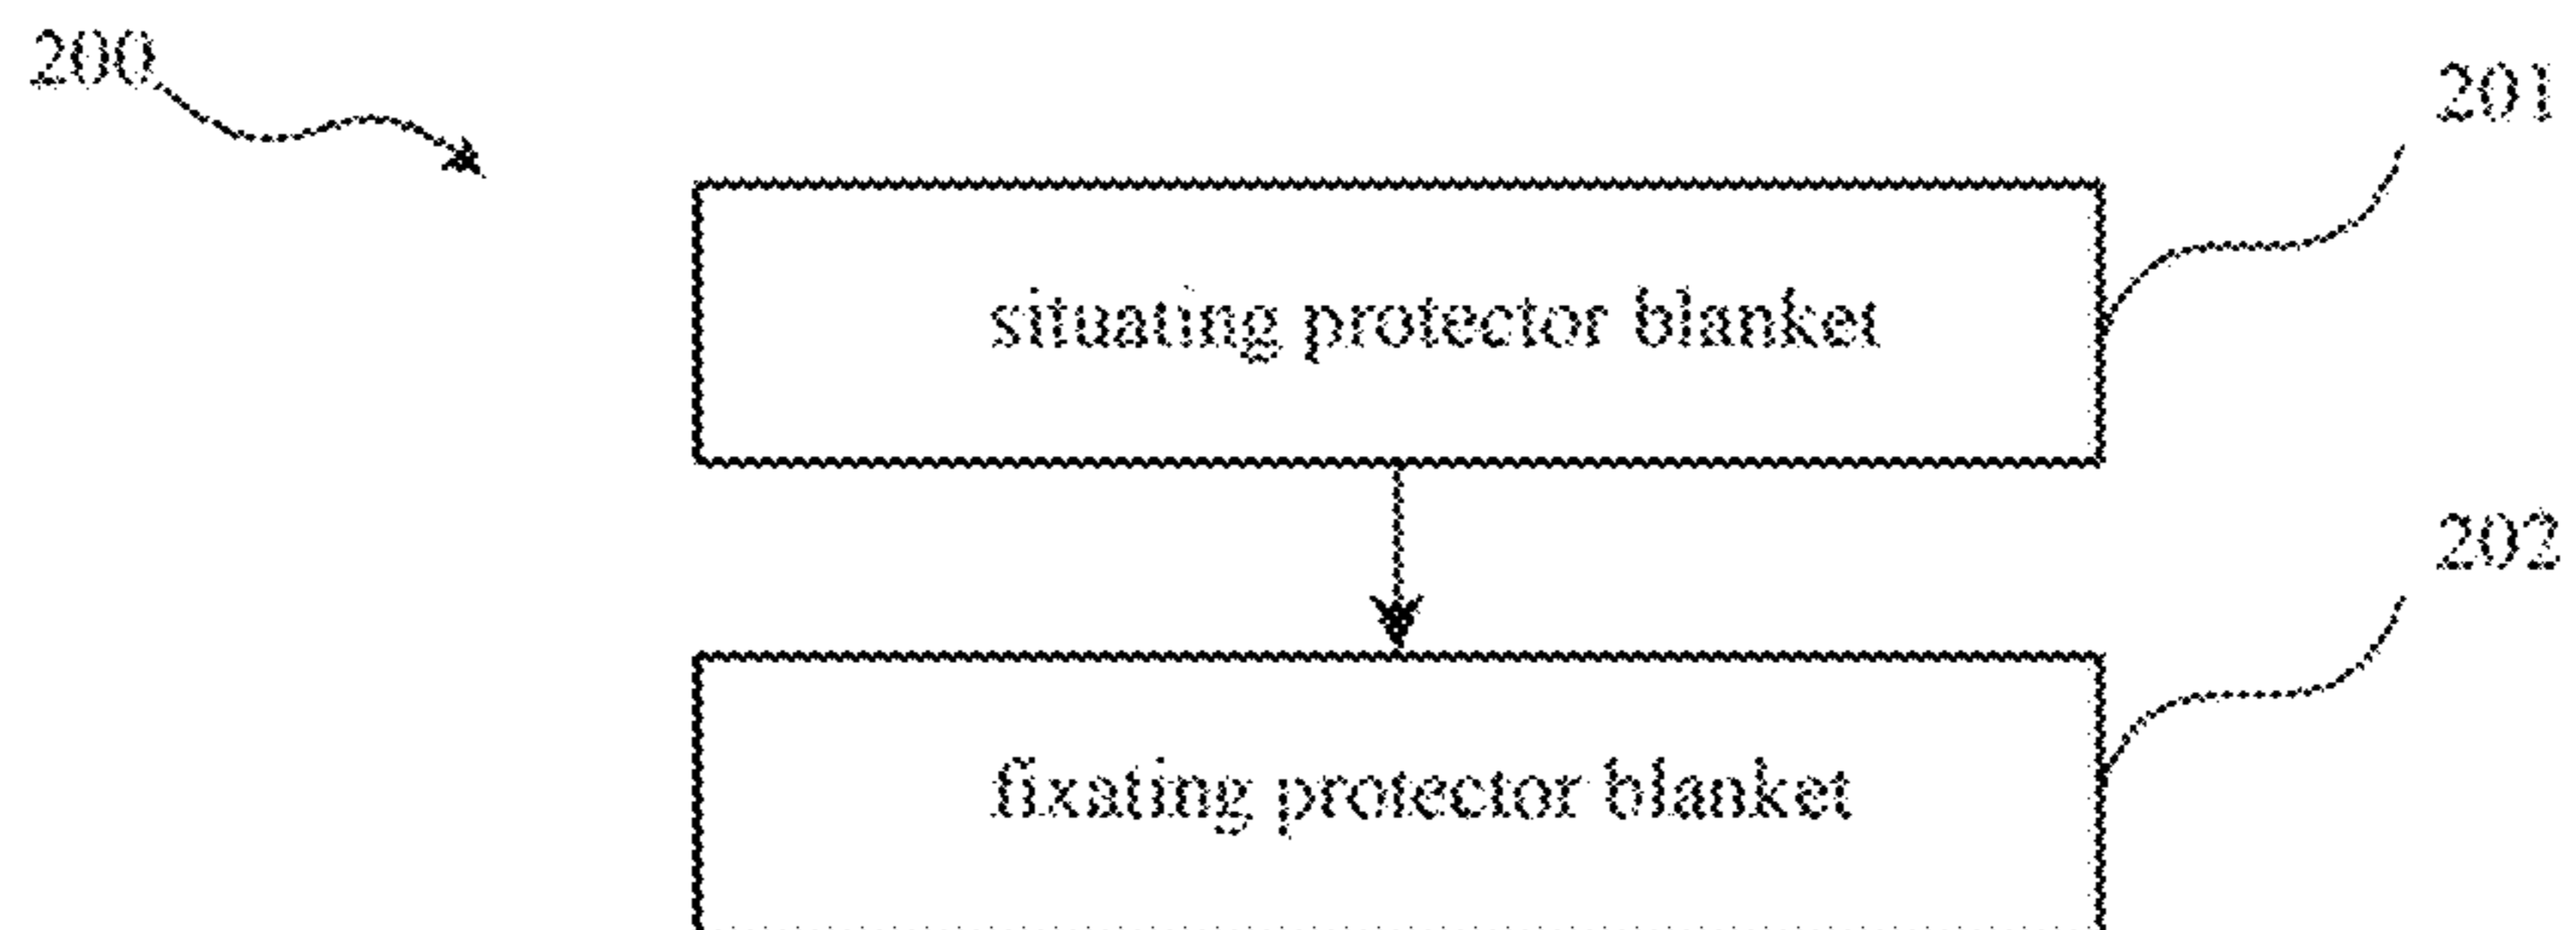 200
201
situating protector blanket
202
fixating protector blanket